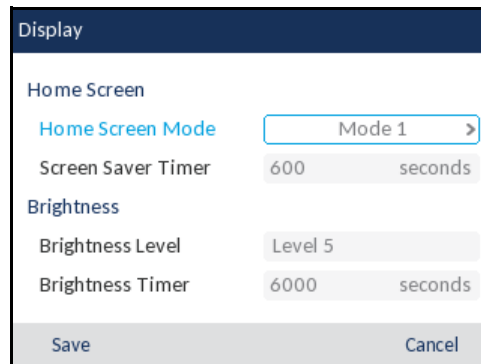 Display
Home Screen
Home Screen Mode Mode 1 >
Screen Saver Timer 600 seconds
Brightness
Brightness Level Level 5
Brightness Timer 6000 seconds
Save Cancel